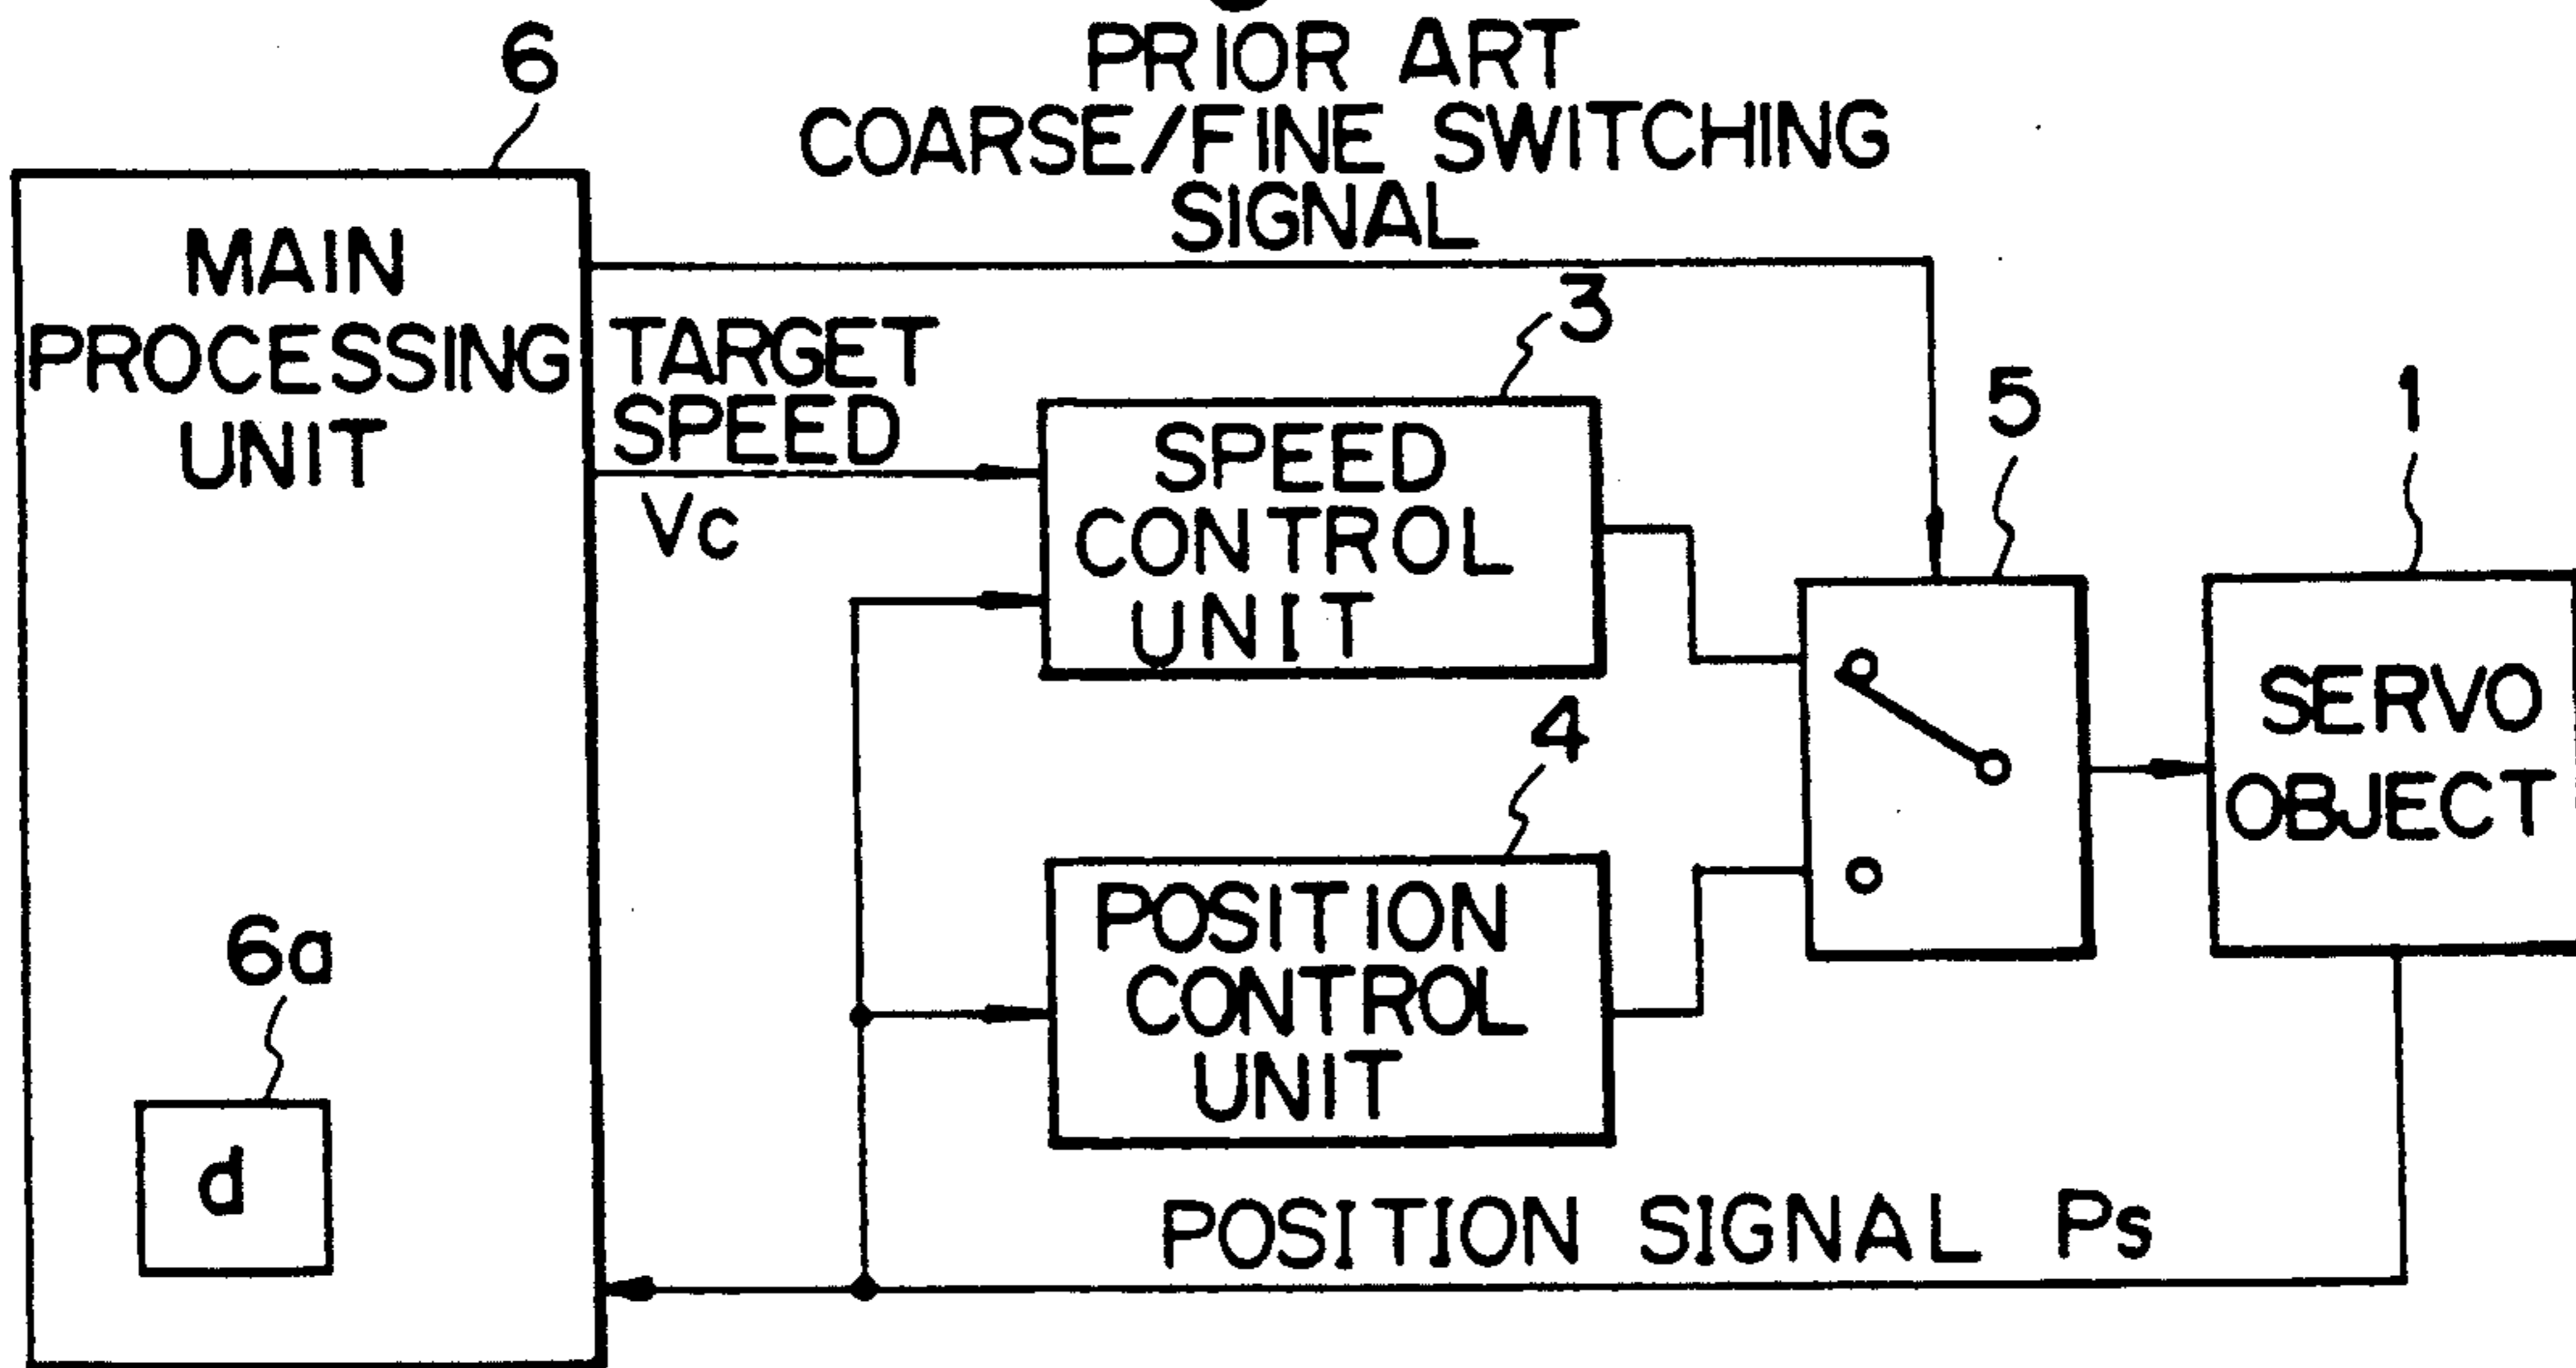 PRIOR ART
6
COARSE/FINE SWITCHING
SIGNAL
MAIN
PROCESSING
UNIT
TARGET
SPEED
Vc
3
SPEED
CONTROL
UNIT
5
1
SERVO
OBJECT
4
POSITION
CONTROL
UNIT
6a
d
POSITION SIGNAL Ps